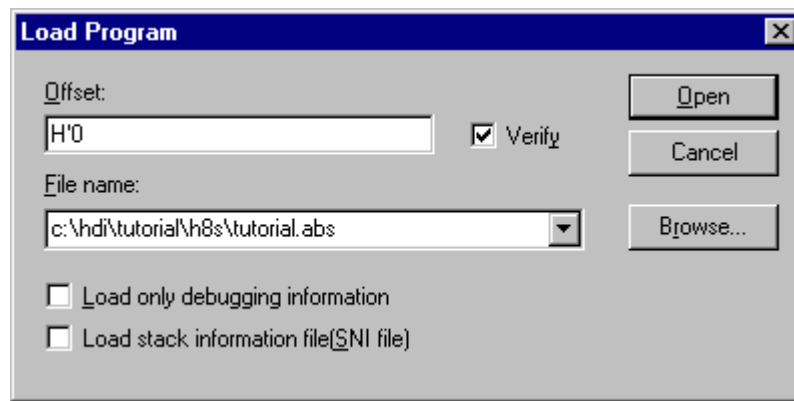 Load Program
Offset:
H'0
Verify
Open
Cancel
File name:
c:\hdi\tutorial\h8s\tutorial.abs
Browse...
Load only debugging information
Load stack information file(SNI file)